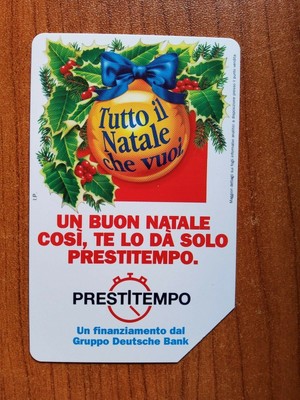 Tutto il
Natale
che vuoi.
UN BUON NATALE
COSÌ, TE LO DÀ SOLO
PRESTITEMPO.
PRESTITEMPO
Un finanziamento dal
Gruppo Deutsche Bank